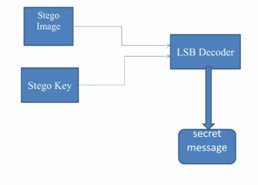 Stego
Image
LSB Decoder
Stego Key
secret
message